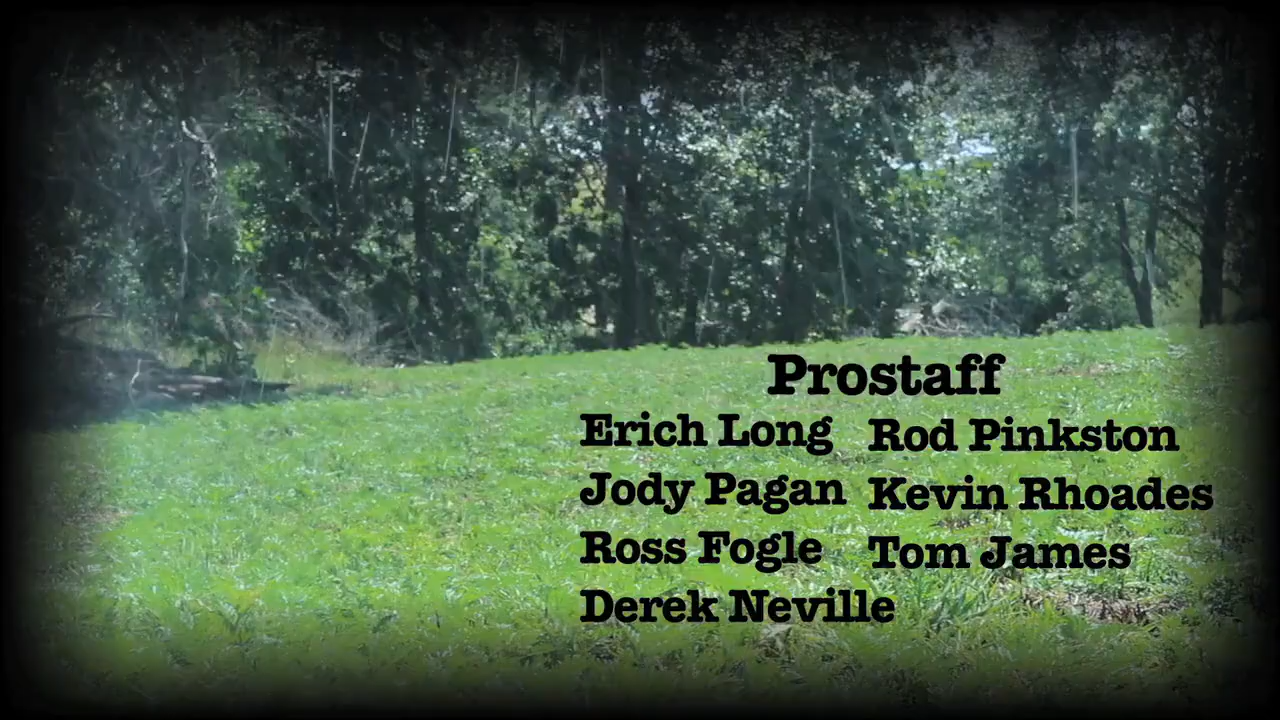 Prostaff
Erich Long
Jody Pagan
Ross Fogle
Derek Neville
Rod Pinkston
Kevin Rhoades
Tom James